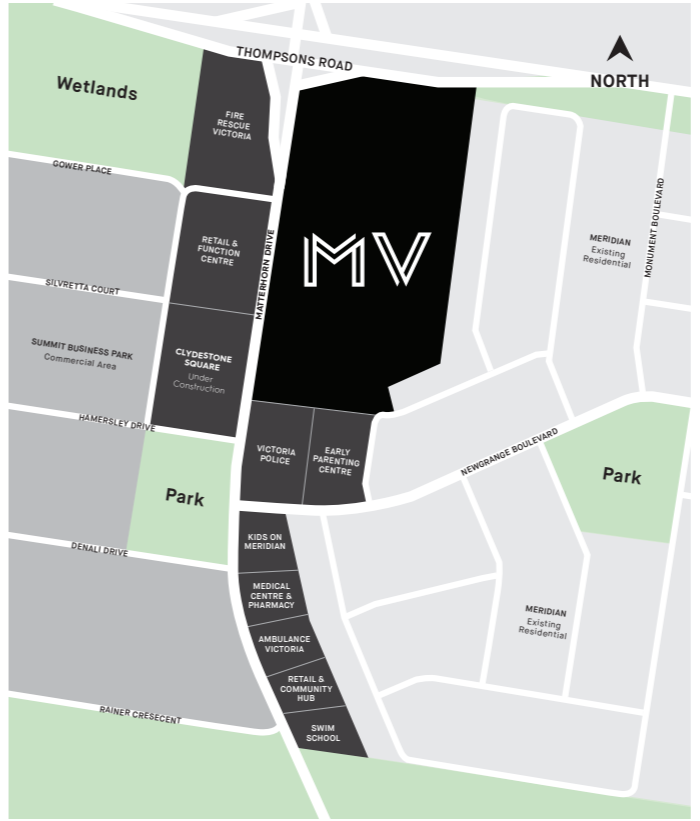 THOMPSONS ROAD
NORTH
Wetlands
FIRE
RESCUE
VICTORIA
GOWER PLACE
MV
MERIDIAN
Existing
Residential
MONUMENT BOULEVARD
RETAIL &
FUNCTION
CENTRE
MATTERHORN DRIVE
SILVRETTA COURT
SUMMIT BUSINESS PARK
Commercial Area
CLYDESTONE
SQUARE
Under
Construction
HAMERSLEY DRIVE
VICTORIA
POLICE
EARLY
PARENTING
CENTRE
NEWGRANGE BOULEVARD
Park
Park
DENALI DRIVE
KIDS ON
MERIDIAN
MEDICAL
CENTRE &
PHARMACY
AMBULANCE
VICTORIA
MERIDIAN
Existing
Residential
RETAIL &
COMMUNITY
HUB
RAINER CRESECENT
SWIM
SCHOOL